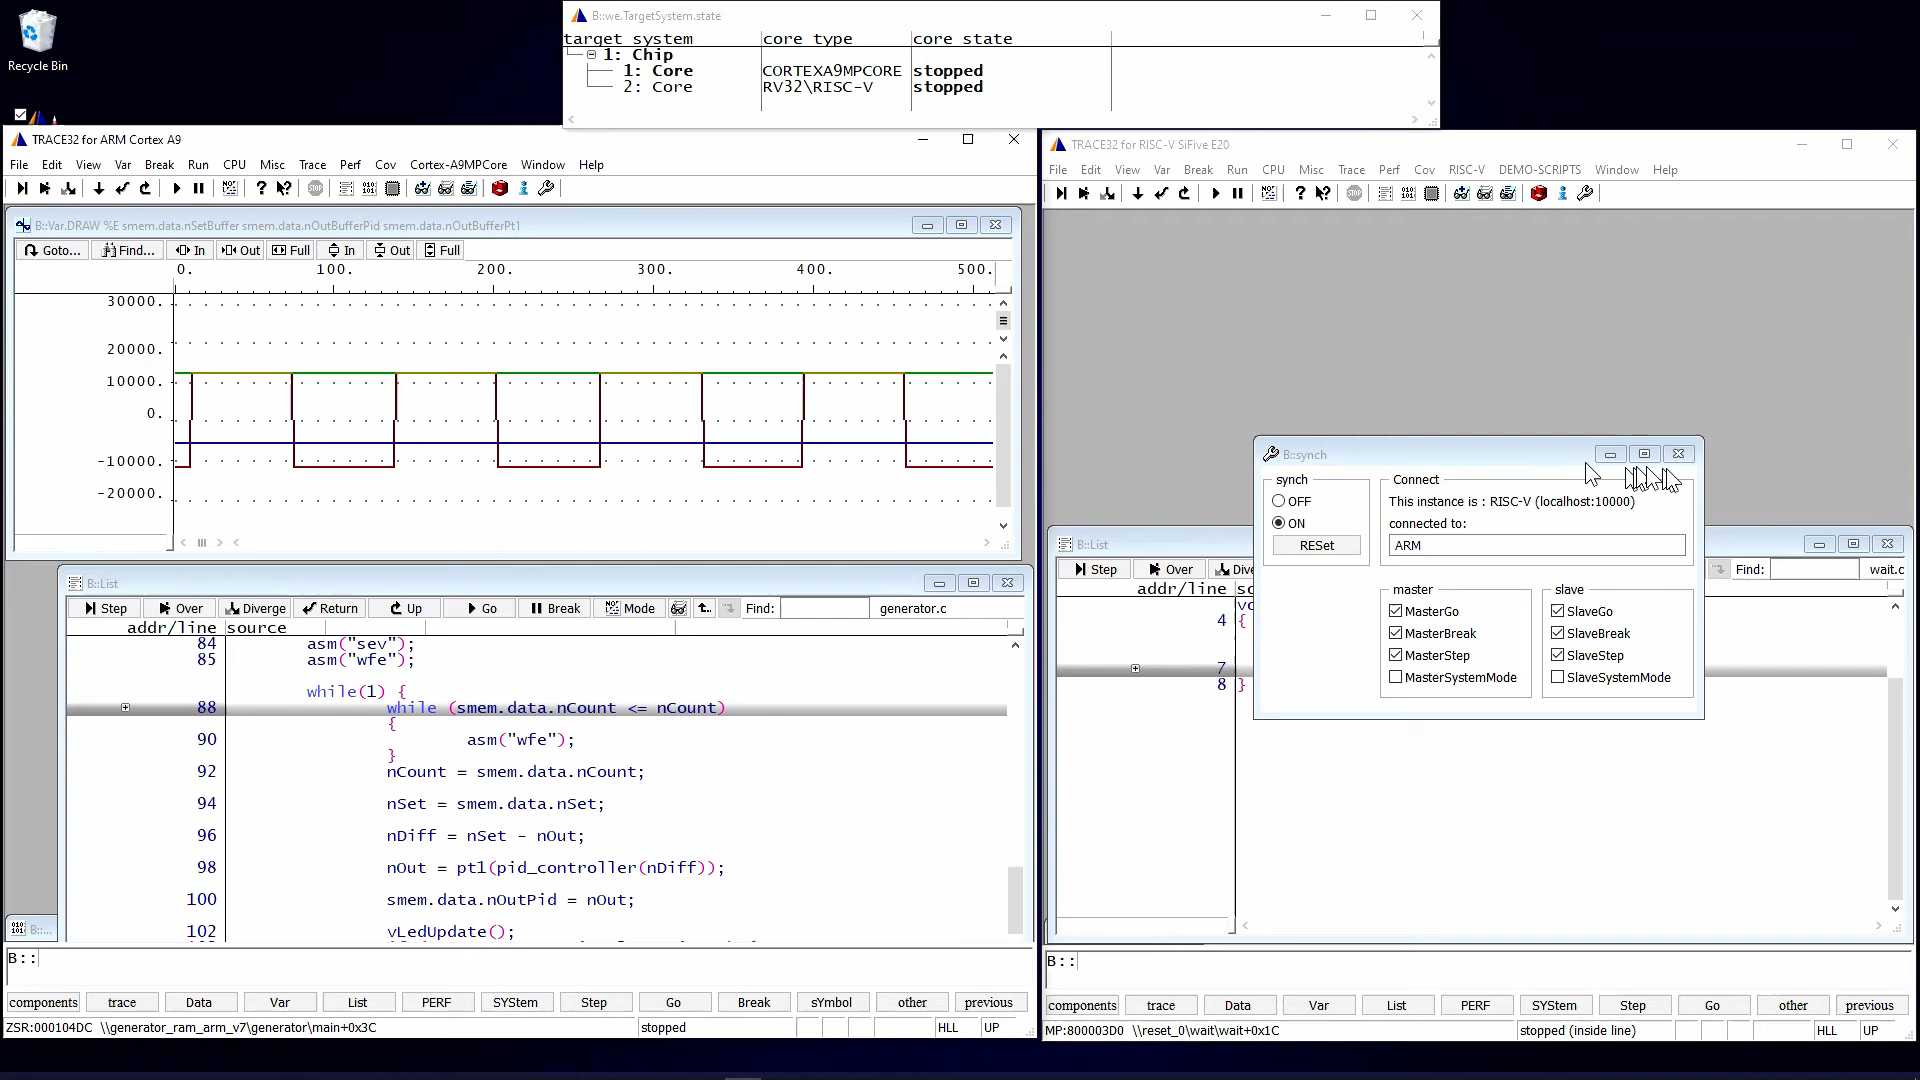 Recycle Bin
B::we.TargetSystem.state
target system core type core state
1: Chip
1: Core CORTEXA9MPCORE stopped
2: Core RV32\RISC-V stopped
TRACE32 for ARM Cortex A9
File Edit View Var Break Run CPU Misc Trace Perf Cov Cortex-A9MPCore Window Help
B::Var.DRAW %E smem.data.nSetBuffer smem.data.nOutBufferPid smem.data.nOutBufferPt1
Goto... Find... In Out Full In Out Full
0. 100. 200. 300. 400. 500.
30000.
20000.
10000.
0.
-10000.
-20000.
B::List
Step Over Diverge Return Up Go Break Mode Find: generator.c
addr/line source
84 asm("sev");
85 asm("wfe");
while(1) {
88 while (smem.data.nCount <= nCount)
{
90 asm("wfe");
}
92 nCount = smem.data.nCount;
94 nSet = smem.data.nSet;
96 nDiff = nSet - nOut;
98 nOut = pt1(pid_controller(nDiff));
100 smem.data.nOutPid = nOut;
102 vLedUpdate();
B::...
B::
components trace Data Var List PERF SYStem Step Go Break sYmbol other previous
ZSR:000104DC \\generator_ram_arm_v7\generator\main+0x3C stopped HLL UP
TRACE32 for RISC-V SiFive E20
File Edit View Var Break Run CPU Misc Trace Perf Cov RISC-V DEMO-SCRIPTS Window Help
B::synch
synch
OFF
ON
RESet
Connect
This instance is : RISC-V (localhost:10000)
connected to:
ARM
master
MasterGo
MasterBreak
MasterStep
MasterSystemMode
slave
SlaveGo
SlaveBreak
SlaveStep
SlaveSystemMode
B::List
Step Over Dive Find: wait.c
addr/line sc
vo
4 {
7
8 }
B::
components trace Data Var List PERF SYStem Step Go other previous
MP:800003D0 \\reset_0\wait\wait+0x1C stopped (inside line) HLL UP